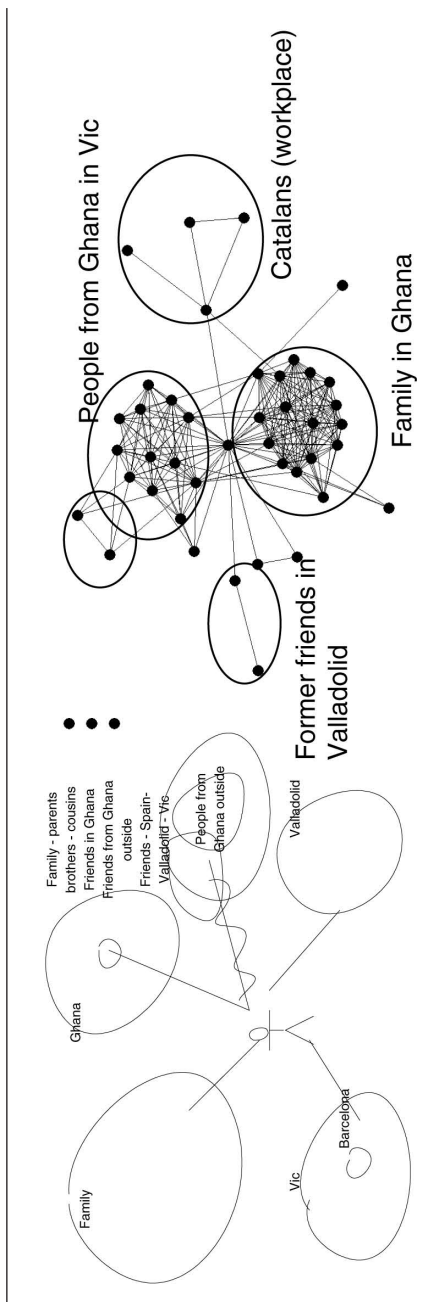 Family
Ghana
Family - parents
brothers - cousins
Friends in Ghana
Friends from Ghana
outside
Friends - Spain-
Valladolid - Vic
People from
Ghana outside
Valladolid
Vic
Barcelona
People from Ghana in Vic
Catalans (workplace)
Family in Ghana
Former friends in
Valladolid